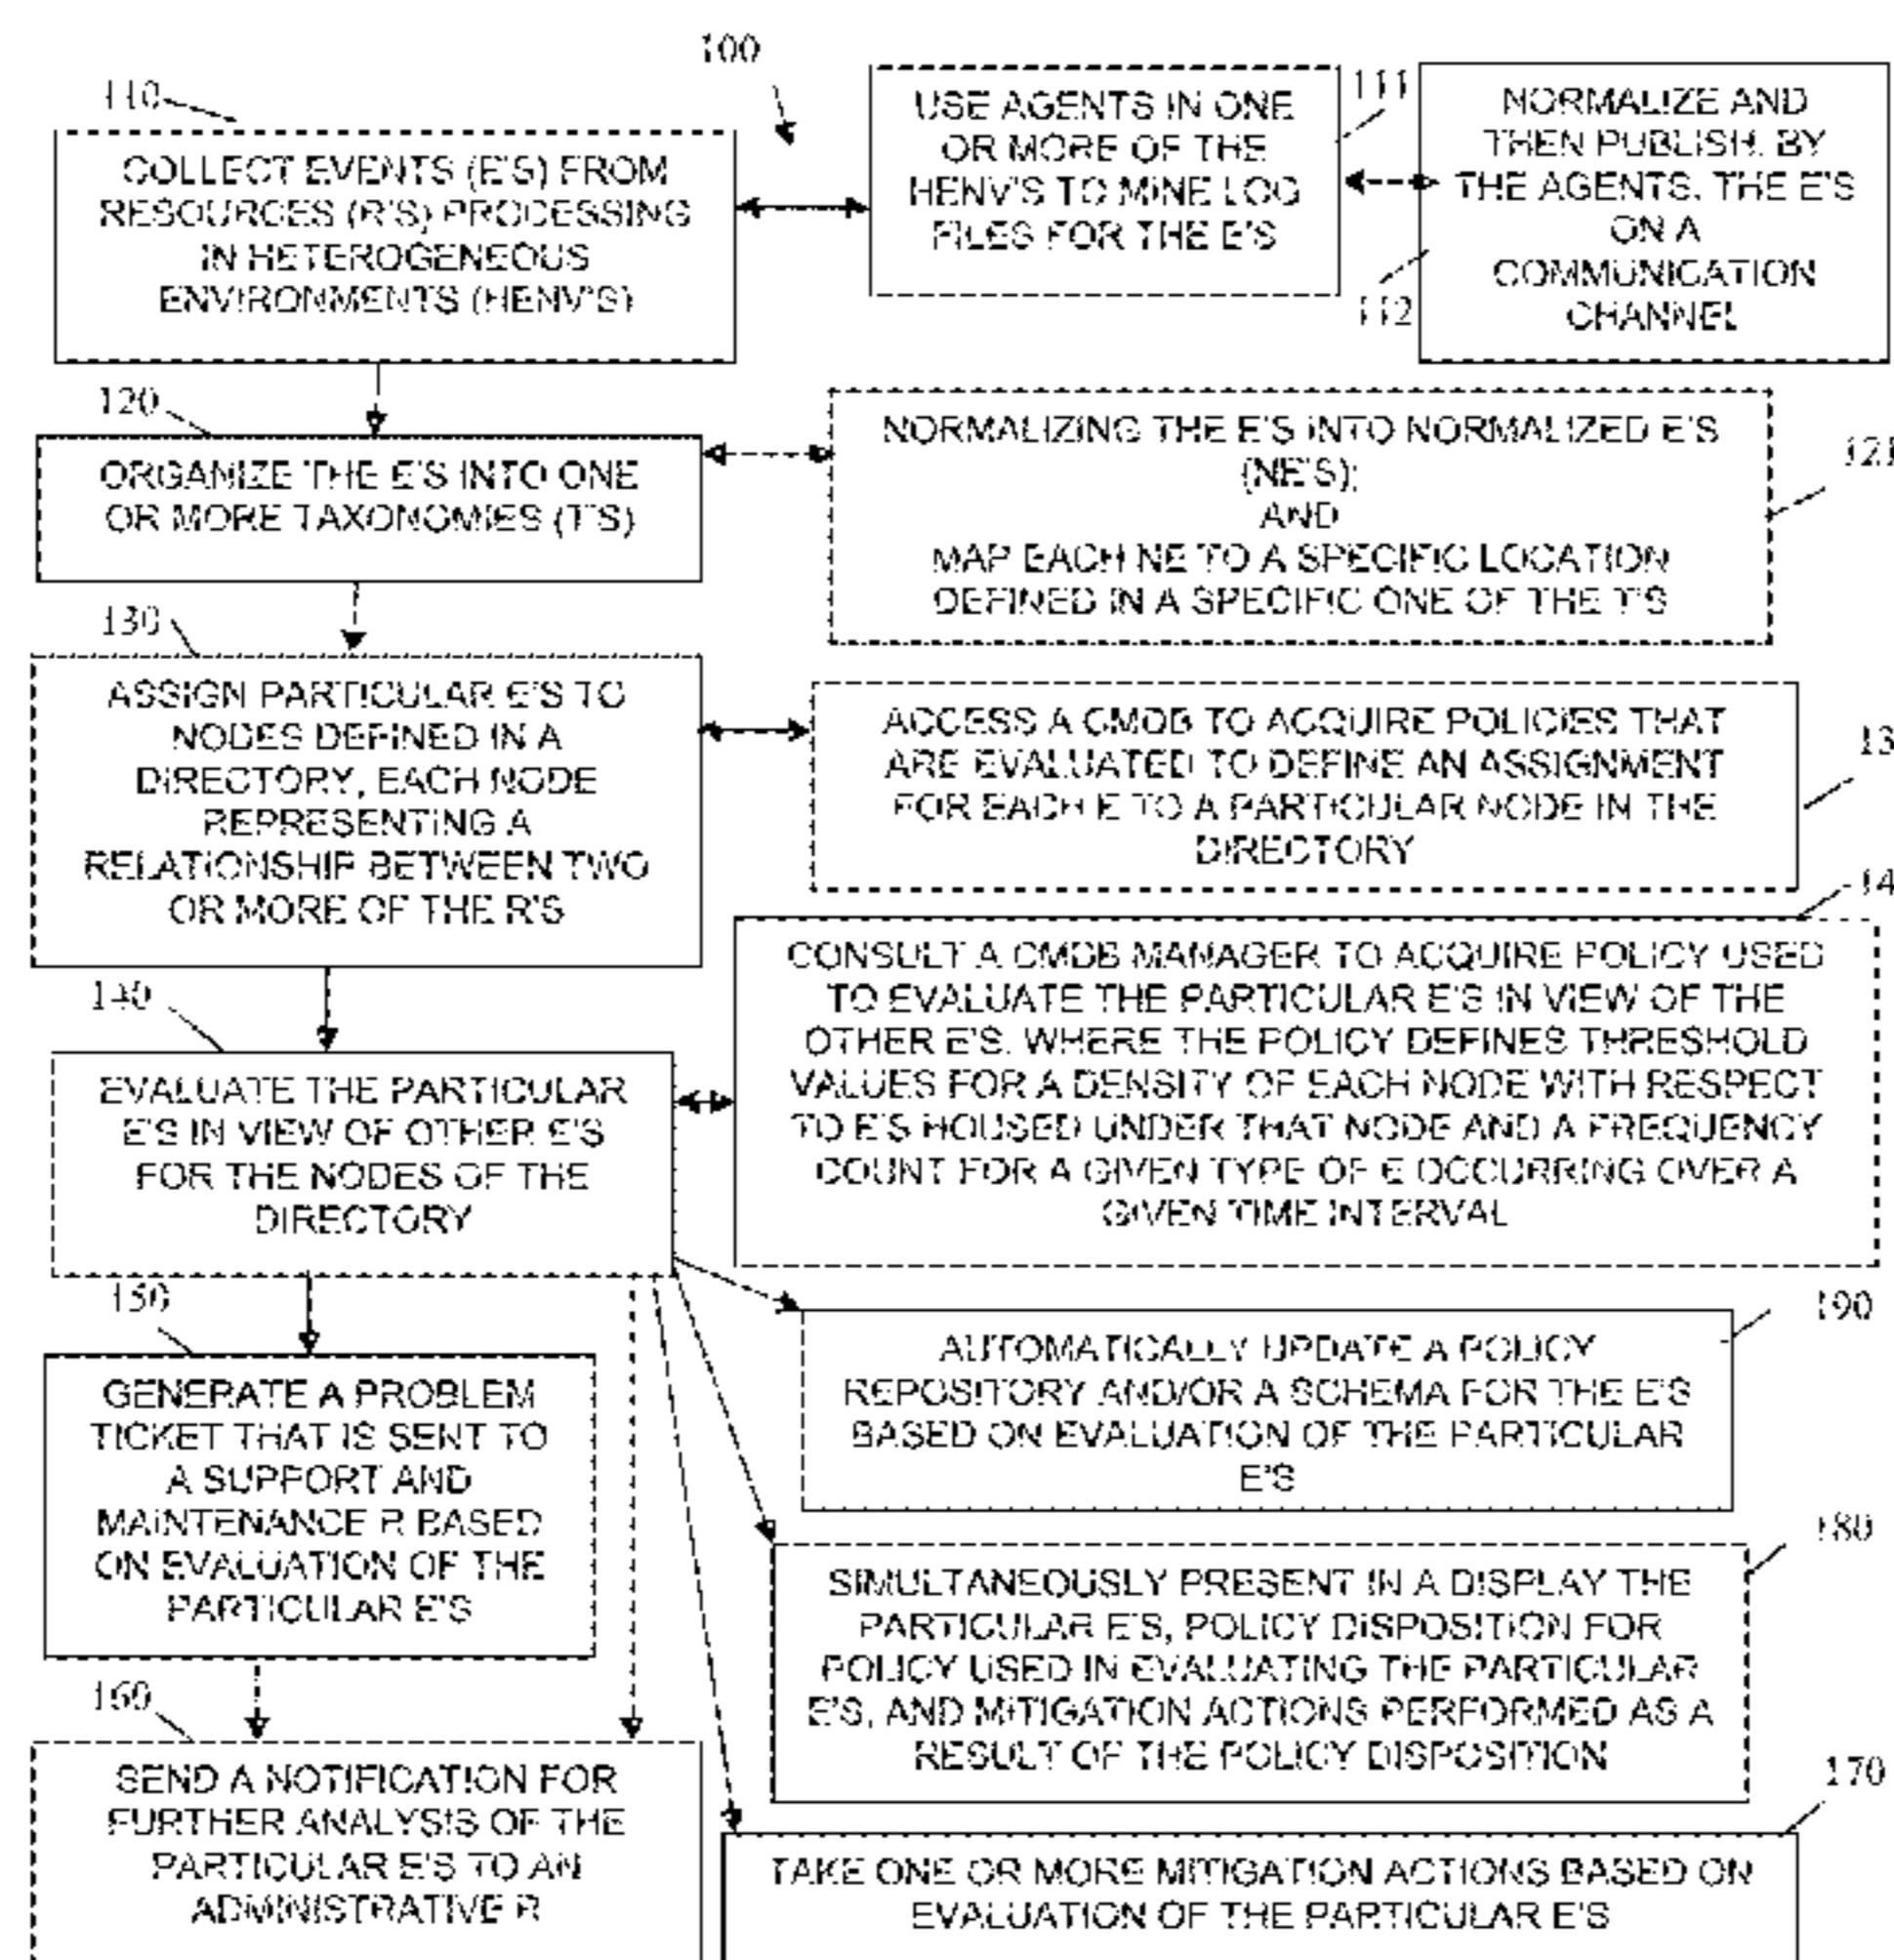 100
110
COLLECT EVENTS (E'S) FROM
RESOURCES (R'S) PROCESSING
IN HETEROGENEOUS
ENVIRONMENTS (HENV'S)
USE AGENTS IN ONE
OR MORE OF THE
HENV'S TO MINE LOG
FILES FOR THE E'S
111
NORMALIZE AND
THEN PUBLISH, BY
THE AGENTS, THE E'S
ON A
COMMUNICATION
CHANNEL
112
120
ORGANIZE THE E'S INTO ONE
OR MORE TAXONOMIES (T'S)
NORMALIZING THE E'S INTO NORMALIZED E'S
(NE'S);
AND
MAP EACH NE TO A SPECIFIC LOCATION
DEFINED IN A SPECIFIC ONE OF THE T'S
121
130
ASSIGN PARTICULAR E'S TO
NODES DEFINED IN A
DIRECTORY, EACH NODE
REPRESENTING A
RELATIONSHIP BETWEEN TWO
OR MORE OF THE R'S
ACCESS A CMDB TO ACQUIRE POLICIES THAT
ARE EVALUATED TO DEFINE AN ASSIGNMENT
FOR EACH E TO A PARTICULAR NODE IN THE
DIRECTORY
13
14
140
EVALUATE THE PARTICULAR
E'S IN VIEW OF OTHER E'S
FOR THE NODES OF THE
DIRECTORY
CONSULT A CMDB MANAGER TO ACQUIRE POLICY USED
TO EVALUATE THE PARTICULAR E'S IN VIEW OF THE
OTHER E'S, WHERE THE POLICY DEFINES THRESHOLD
VALUES FOR A DENSITY OF EACH NODE WITH RESPECT
TO E'S HOUSED UNDER THAT NODE AND A FREQUENCY
COUNT FOR A GIVEN TYPE OF E OCCURRING OVER A
GIVEN TIME INTERVAL
150
GENERATE A PROBLEM
TICKET THAT IS SENT TO
A SUPPORT AND
MAINTENANCE R BASED
ON EVALUATION OF THE
PARTICULAR E'S
190
AUTOMATICALLY UPDATE A POLICY
REPOSITORY AND/OR A SCHEMA FOR THE E'S
BASED ON EVALUATION OF THE PARTICULAR
E'S
180
SIMULTANEOUSLY PRESENT IN A DISPLAY THE
PARTICULAR E'S, POLICY DISPOSITION FOR
POLICY USED IN EVALUATING THE PARTICULAR
E'S, AND MITIGATION ACTIONS PERFORMED AS A
RESULT OF THE POLICY DISPOSITION
160
SEND A NOTIFICATION FOR
FURTHER ANALYSIS OF THE
PARTICULAR E'S TO AN
ADMINISTRATIVE R
170
TAKE ONE OR MORE MITIGATION ACTIONS BASED ON
EVALUATION OF THE PARTICULAR E'S